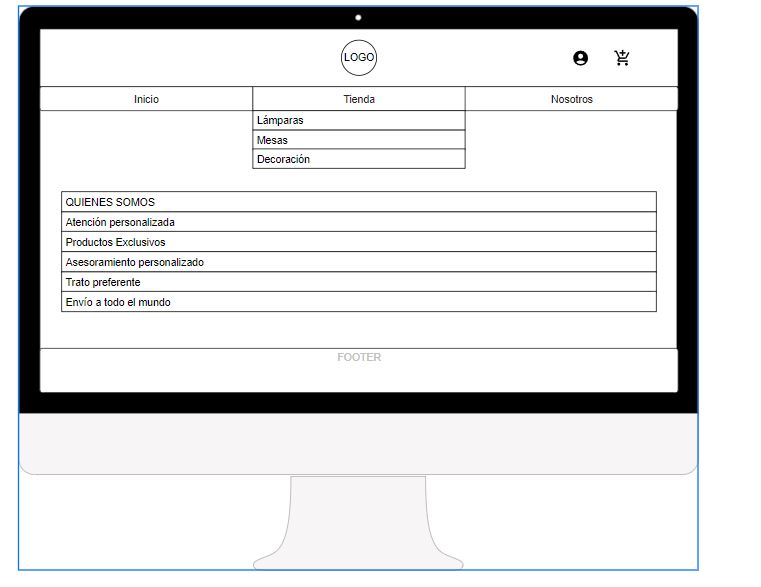 LOGO
Inicio
Tienda
Nosotros
Lámparas
Mesas
Decoración
QUIENES SOMOS
Atención personalizada
Productos Exclusivos
Asesoramiento personalizado
Trato preferente
Envío a todo el mundo
FOOTER